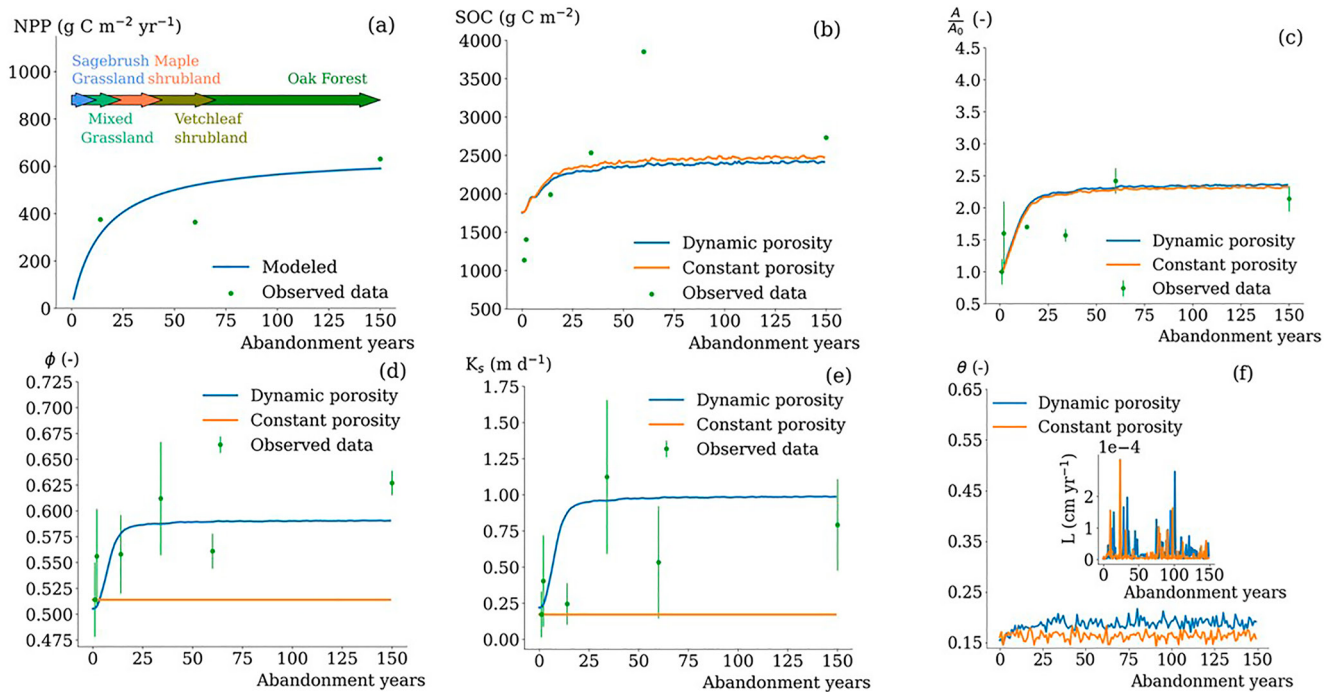 NPP (g C m−2 yr−1)
(a)
1000
800
600
400
200
0
Sagebrush Maple
Grassland shrubland
Oak Forest
Mixed Vetchleaf
Grassland shrubland
Modeled
Observed data
0 25 50 75 100 125 150
Abandonment years
SOC (g C m−2)
(b)
4000
3500
3000
2500
2000
1500
1000
500
Dynamic porosity
Constant porosity
Observed data
0 25 50 75 100 125 150
Abandonment years
A/A0 (-)
(c)
4.5
4.0
3.5
3.0
2.5
2.0
1.5
1.0
0.5
Dynamic porosity
Constant porosity
Observed data
0 25 50 75 100 125 150
Abandonment years
ϕ (-)
(d)
0.725
0.700
0.675
0.650
0.625
0.600
0.575
0.550
0.525
0.500
0.475
Dynamic porosity
Constant porosity
Observed data
0 25 50 75 100 125 150
Abandonment years
Ks (m d−1)
(e)
1.75
1.50
1.25
1.00
0.75
0.50
0.25
0.00
Dynamic porosity
Constant porosity
Observed data
0 25 50 75 100 125 150
Abandonment years
θ (-)
(f)
0.65
0.55
0.45
0.35
0.25
0.15
Dynamic porosity
Constant porosity
1e−4
L (cm yr−1)
2
1
0
0 50 100 150
Abandonment years
0 25 50 75 100 125 150
Abandonment years